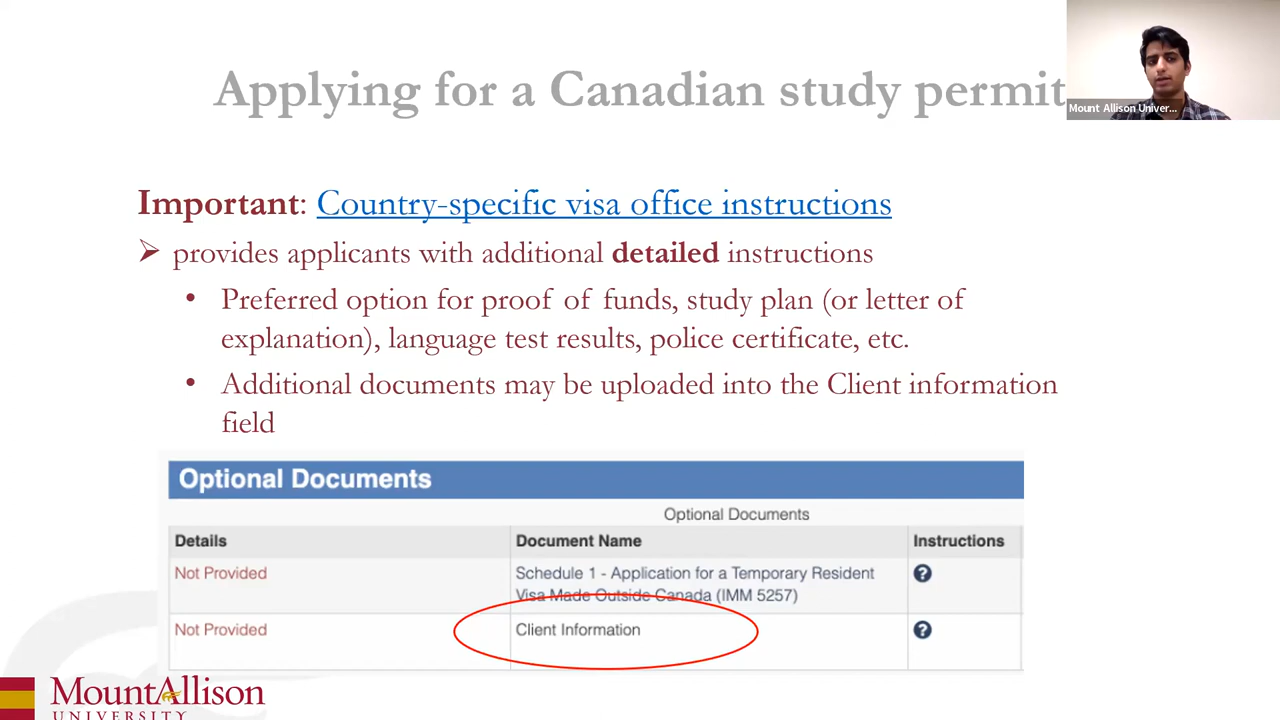 Applying for a Canadian study permit
Mount Allison Univer...
Important: Country-specific visa office instructions
provides applicants with additional detailed instructions
• Preferred option for proof of funds, study plan (or letter of
explanation), language test results, police certificate, etc.
• Additional documents may be uploaded into the Client information
field
Optional Documents
Optional Documents
Details Document Name Instructions
Not Provided Schedule 1 - Application for a Temporary Resident ?
Visa Made Outside Canada (IMM 5257)
Not Provided Client Information ?
MountAllison
UNIVERSITY